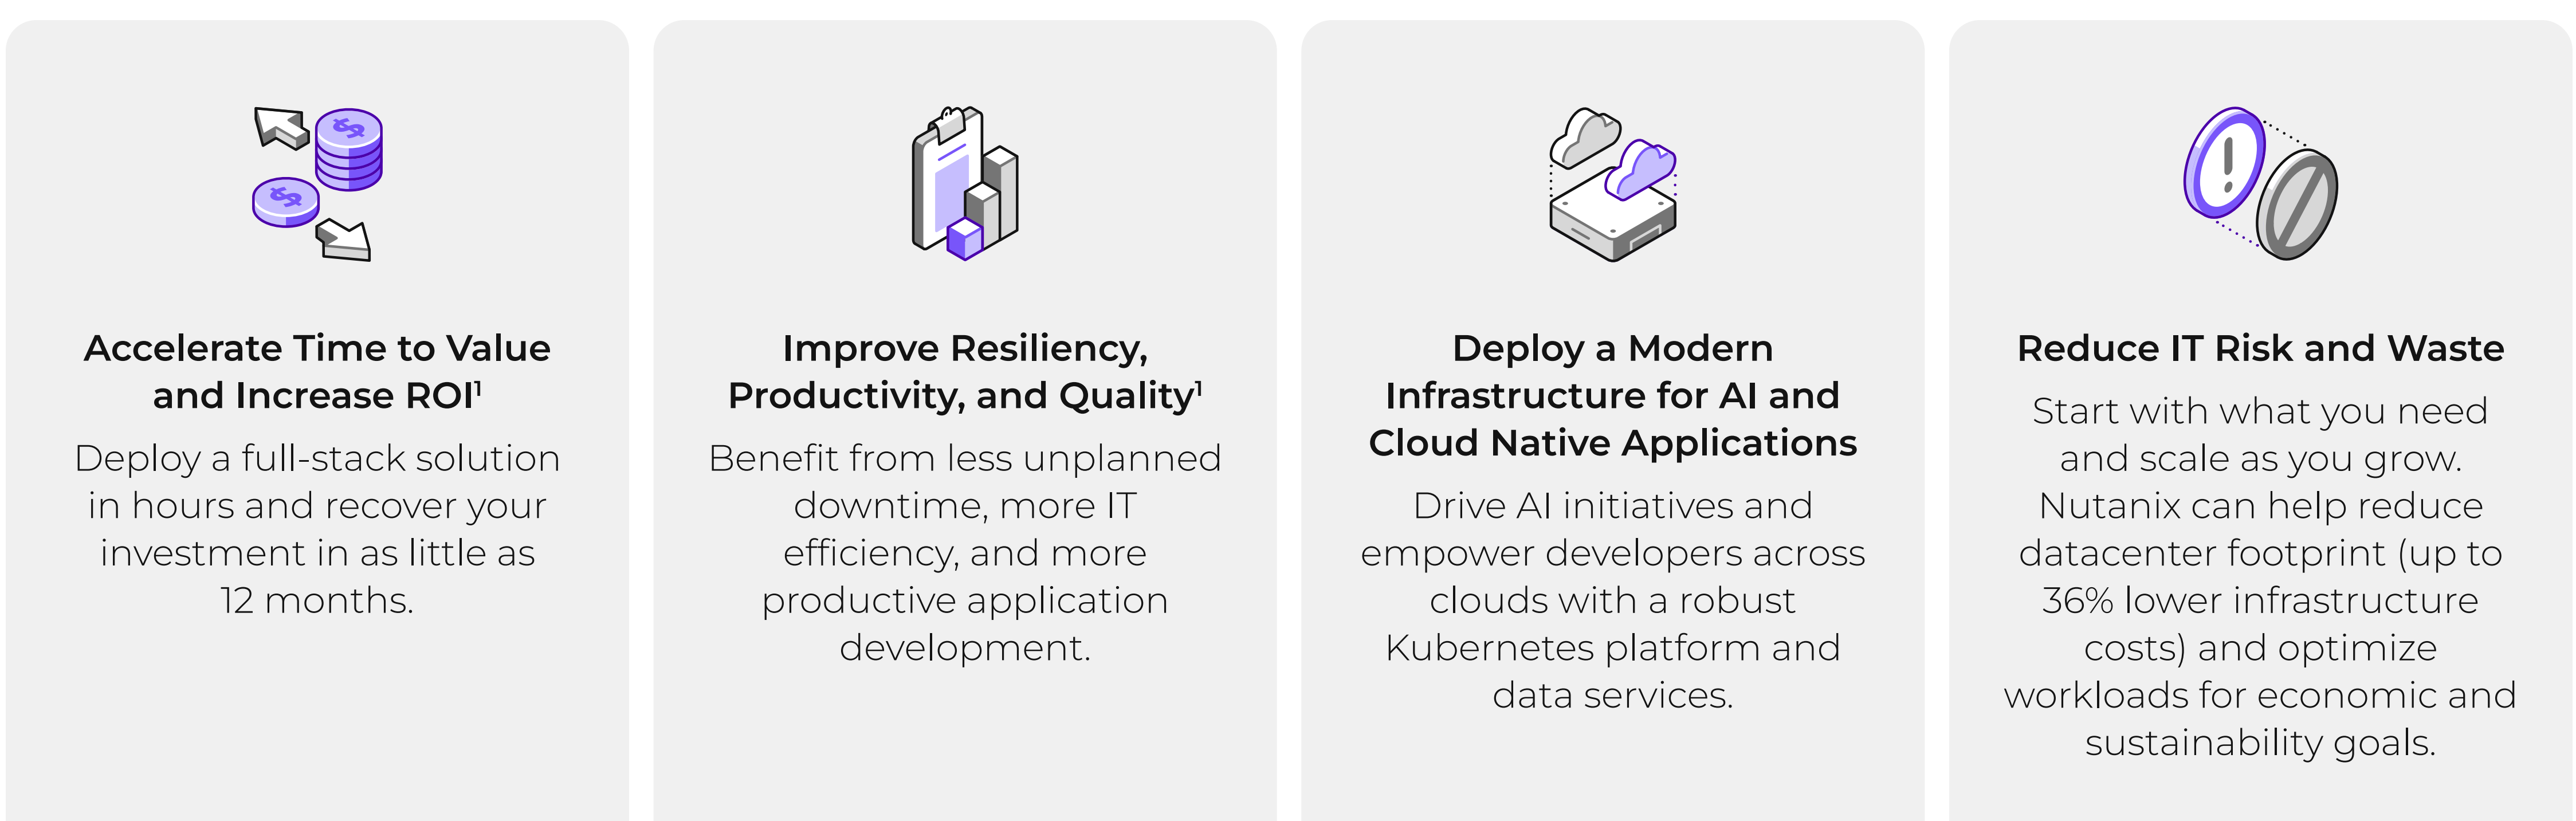 Accelerate Time to Value
and Increase ROI¹
Deploy a full-stack solution
in hours and recover your
investment in as little as
12 months.
Improve Resiliency,
Productivity, and Quality¹
Benefit from less unplanned
downtime, more IT
efficiency, and more
productive application
development.
Deploy a Modern
Infrastructure for AI and
Cloud Native Applications
Drive AI initiatives and
empower developers across
clouds with a robust
Kubernetes platform and
data services.
Reduce IT Risk and Waste
Start with what you need
and scale as you grow.
Nutanix can help reduce
datacenter footprint (up to
36% lower infrastructure
costs) and optimize
workloads for economic and
sustainability goals.